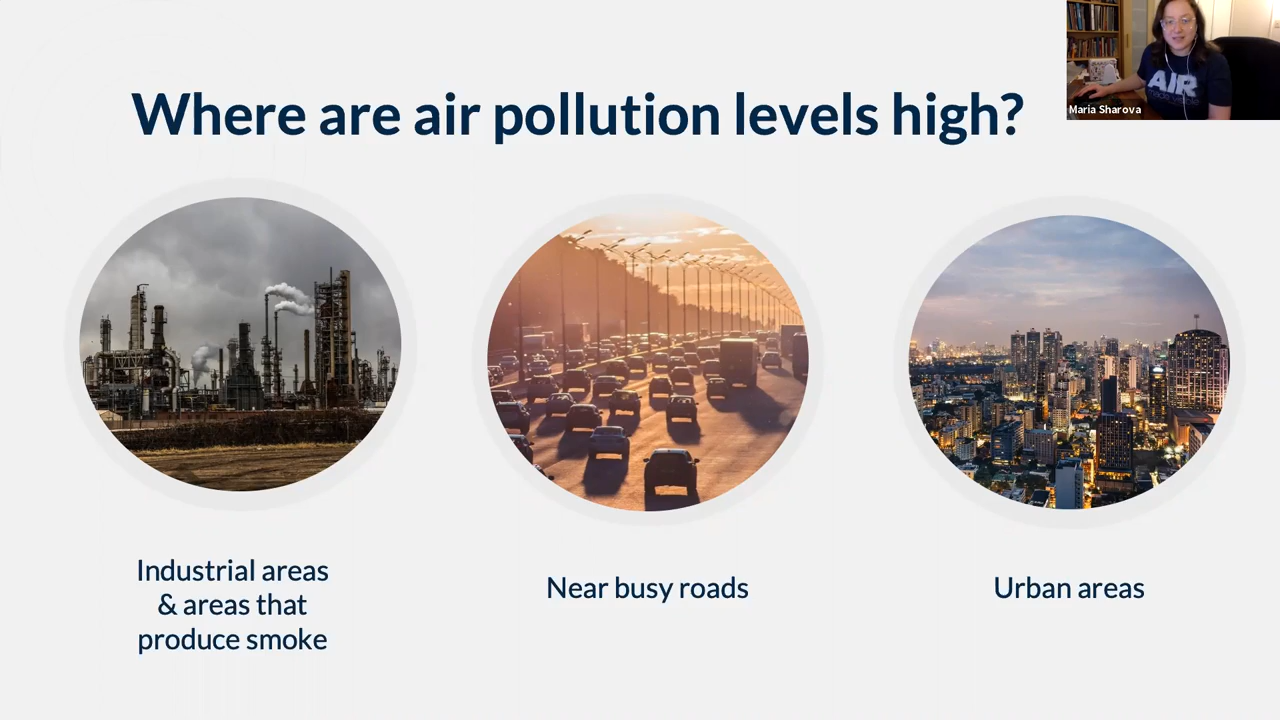 Where are air pollution levels high?
Maria Sharova
AIR
Industrial areas
& areas that
produce smoke
Near busy roads
Urban areas